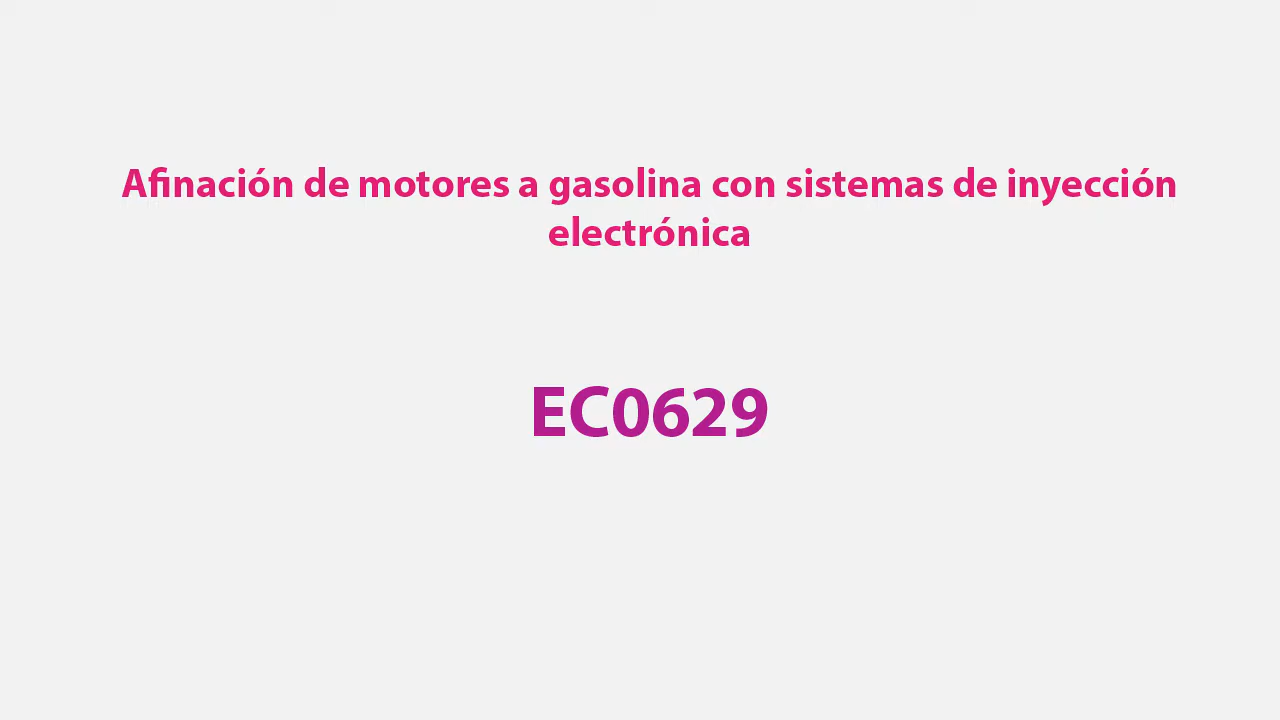 Afinación de motores a gasolina con sistemas de inyección
electrónica
EC0629